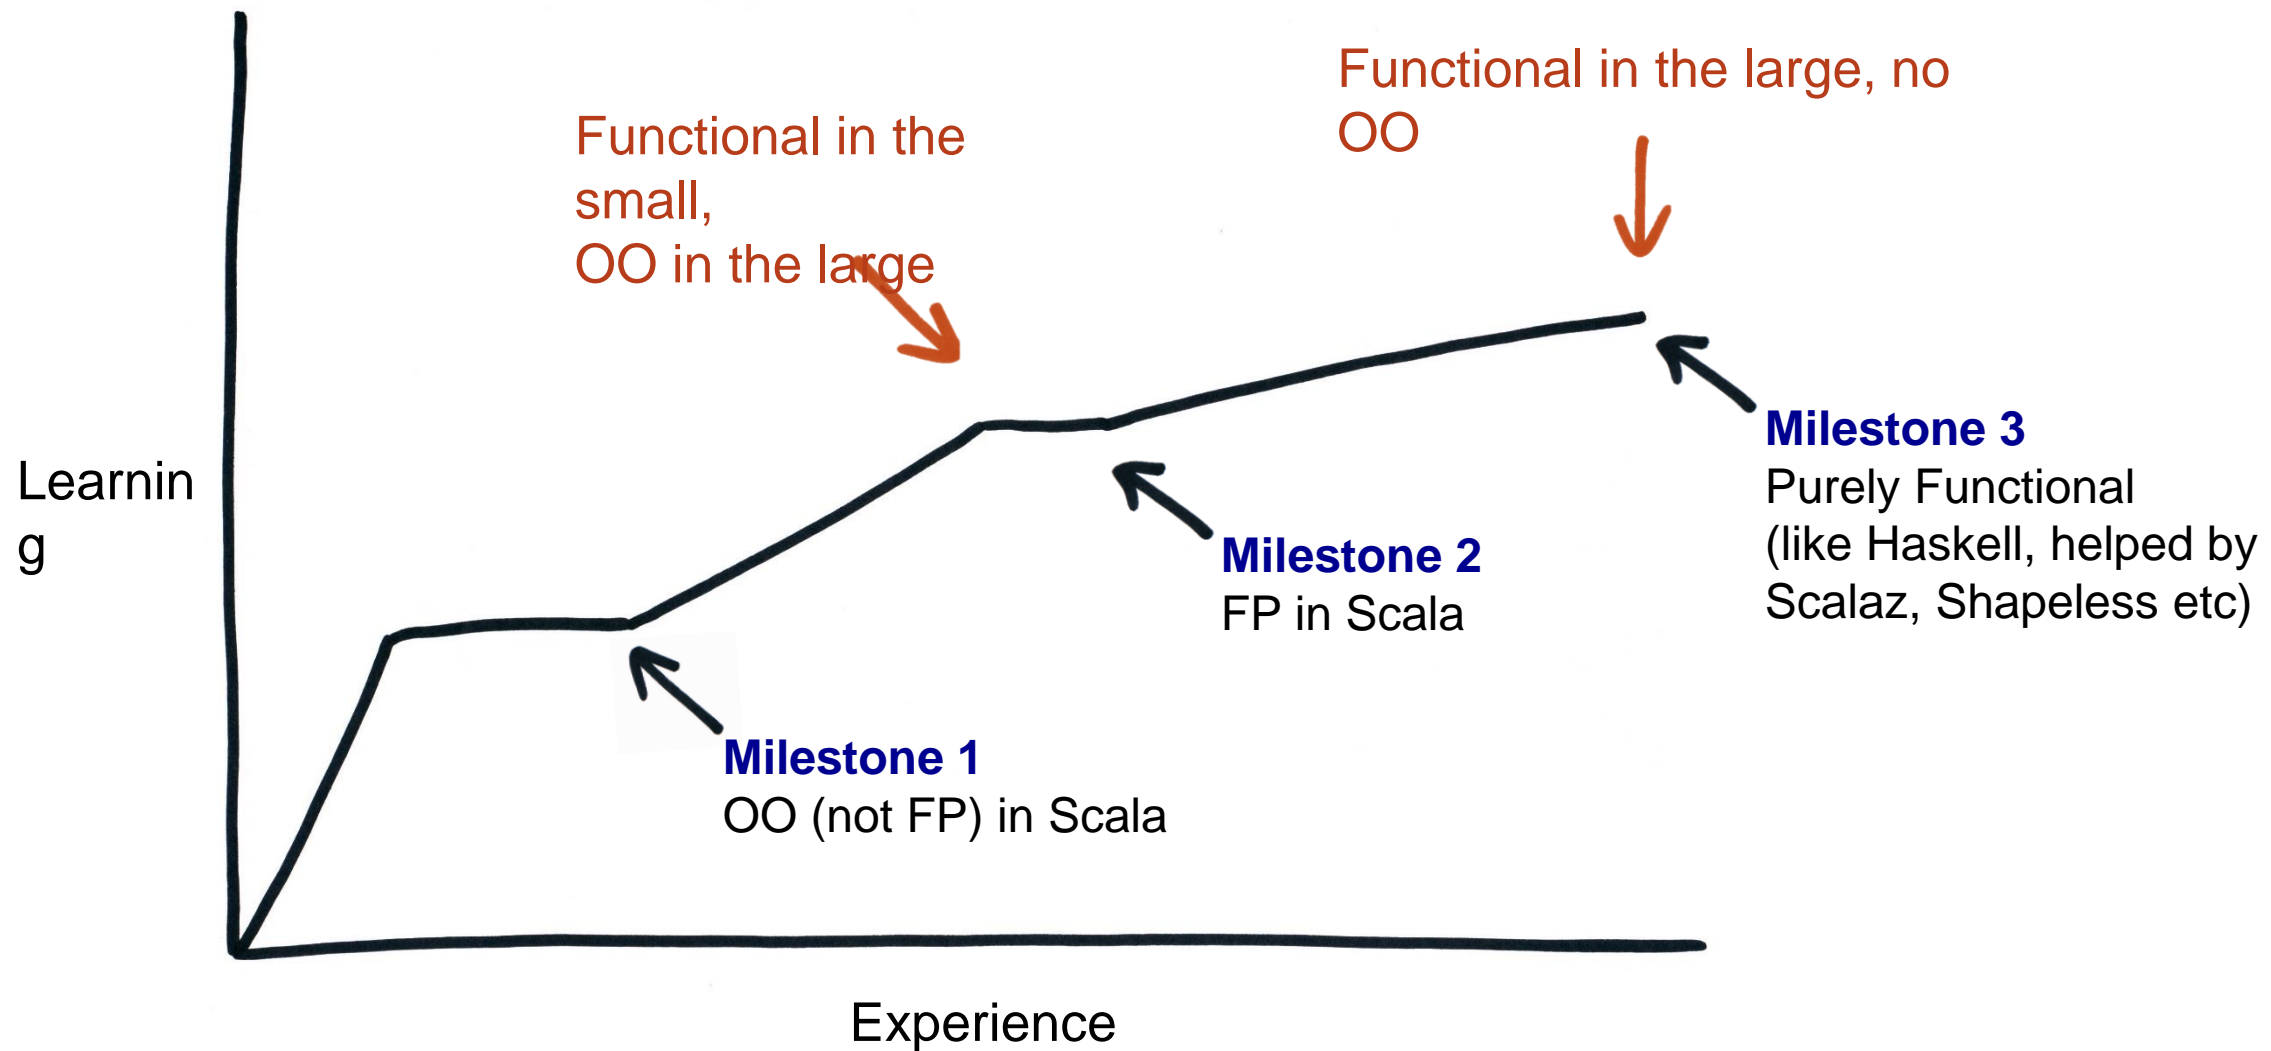 Functional in the large, no
OO
Functional in the
small,
OO in the large
Learnin
g
Milestone 3
Purely Functional
(like Haskell, helped by
Scalaz, Shapeless etc)
Milestone 2
FP in Scala
Milestone 1
OO (not FP) in Scala
Experience